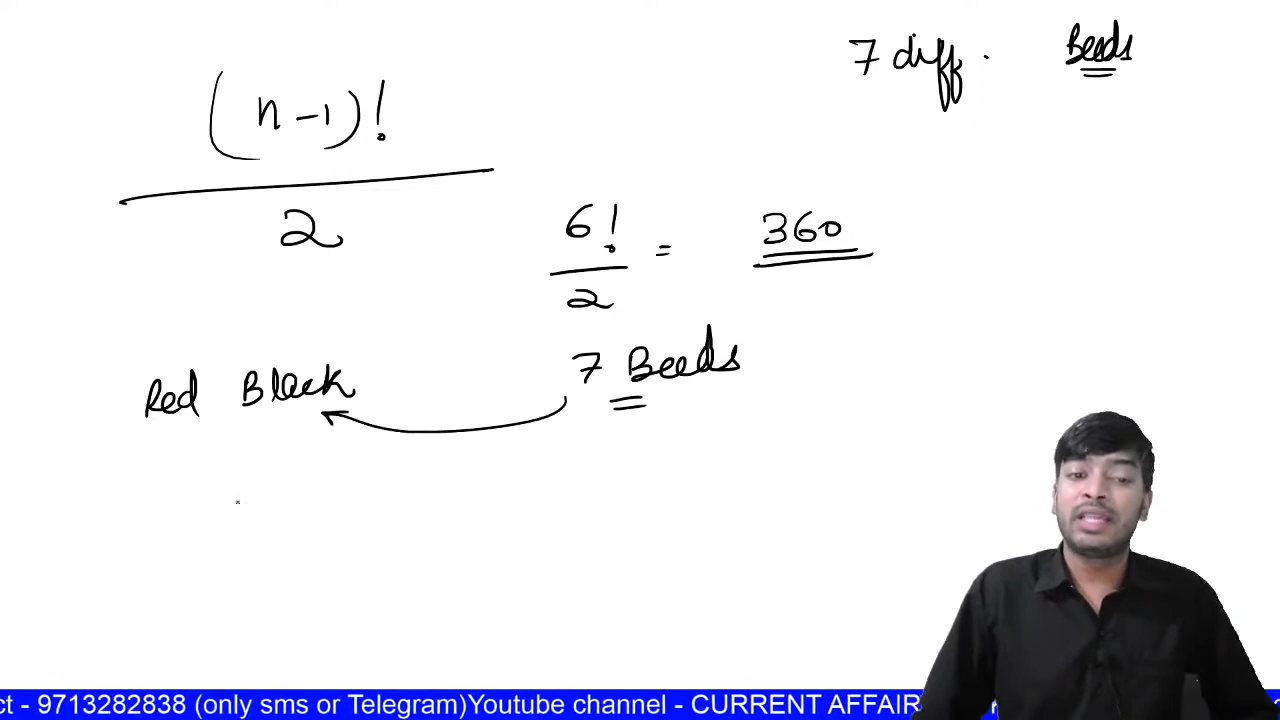 7 diff. Beeds
(n-1)!
2
6!
2
= 360
7 Beeds
Red Black
ct - 9713282838 (only sms or Telegram)Youtube channel - CURRENT AFFAIR